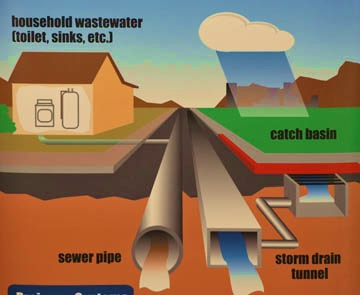 household wastewater
(toilet, sinks, etc.)
catch basin
sewer pipe
storm drain
tunnel